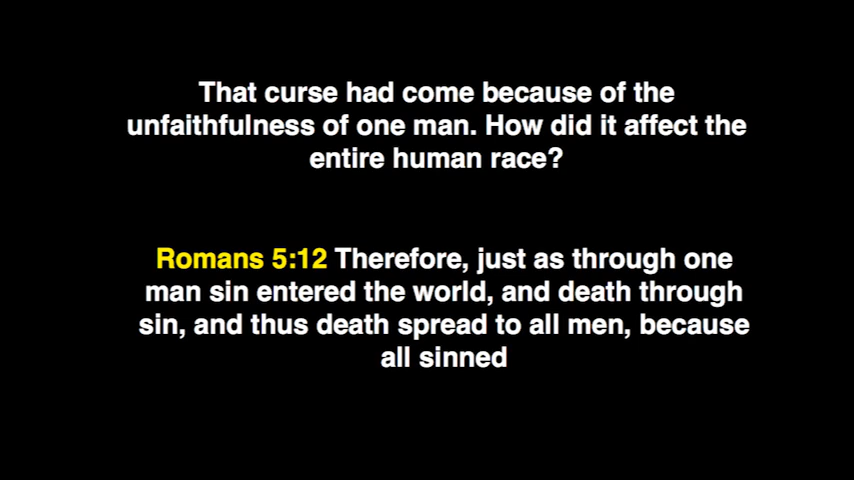 That curse had come because of the
unfaithfulness of one man. How did it affect the
entire human race?
Romans 5:12 Therefore, just as through one
man sin entered the world, and death through
sin, and thus death spread to all men, because
all sinned